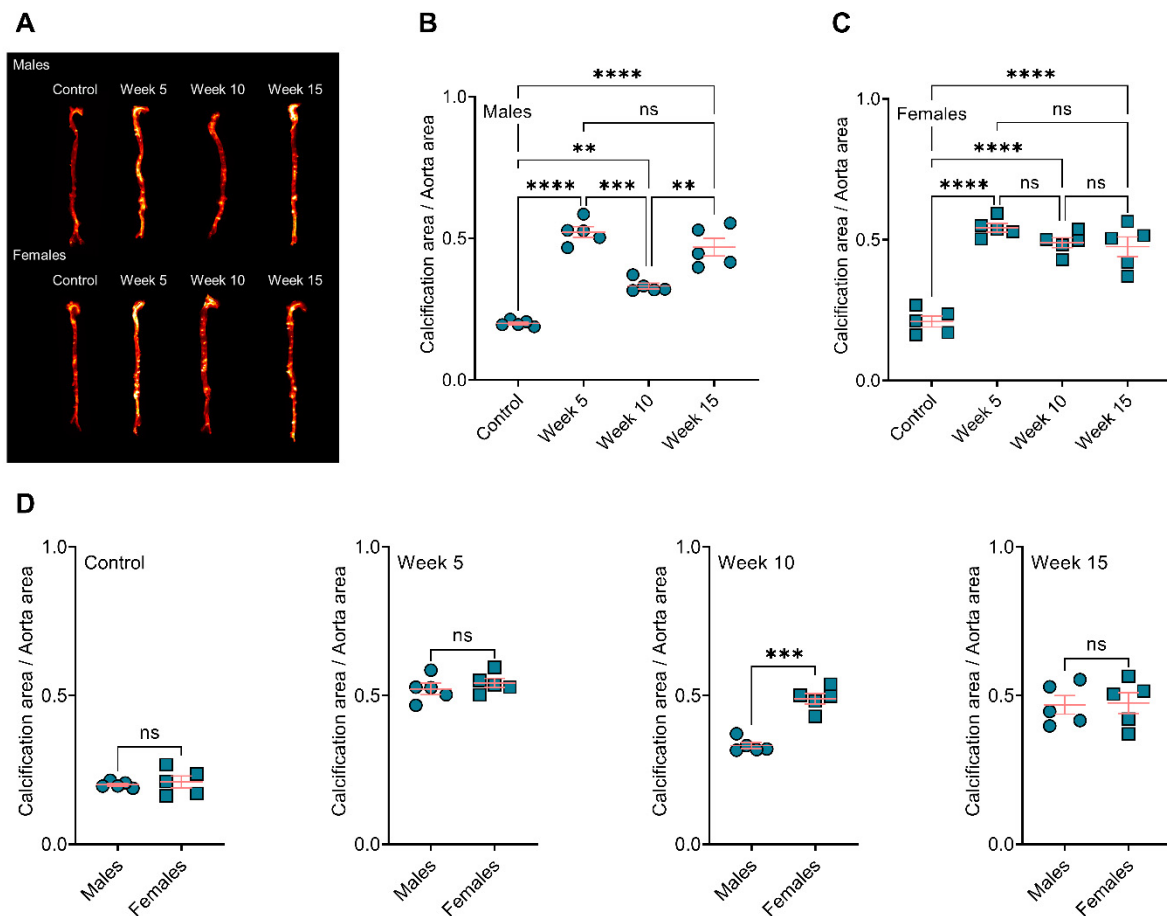 A
Males
Control Week 5 Week 10 Week 15
Females
Control Week 5 Week 10 Week 15
B
Calcification area / Aorta area
1.0
0.5
0.0
Males
****
ns
**
**** *** **
Control
Week 5
Week 10
Week 15
C
Calcification area / Aorta area
1.0
0.5
0.0
Females
****
ns
****
**** ns ns
Control
Week 5
Week 10
Week 15
D
Calcification area / Aorta area
1.0
0.5
0.0
Control
ns
Males
Females
Calcification area / Aorta area
1.0
0.5
0.0
Week 5
ns
Males
Females
Calcification area / Aorta area
1.0
0.5
0.0
Week 10
***
Males
Females
Calcification area / Aorta area
1.0
0.5
0.0
Week 15
ns
Males
Females